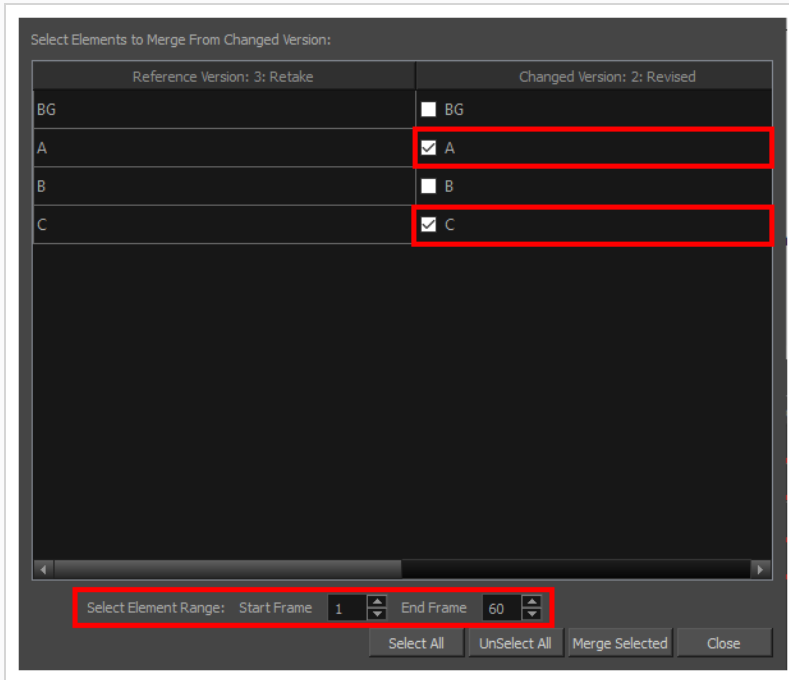 Select Elements to Merge From Changed Version:
Reference Version: 3: Retake Changed Version: 2: Revised
BG BG
A A
B B
C C
Select Element Range: Start Frame 1 End Frame 60
Select All UnSelect All Merge Selected Close